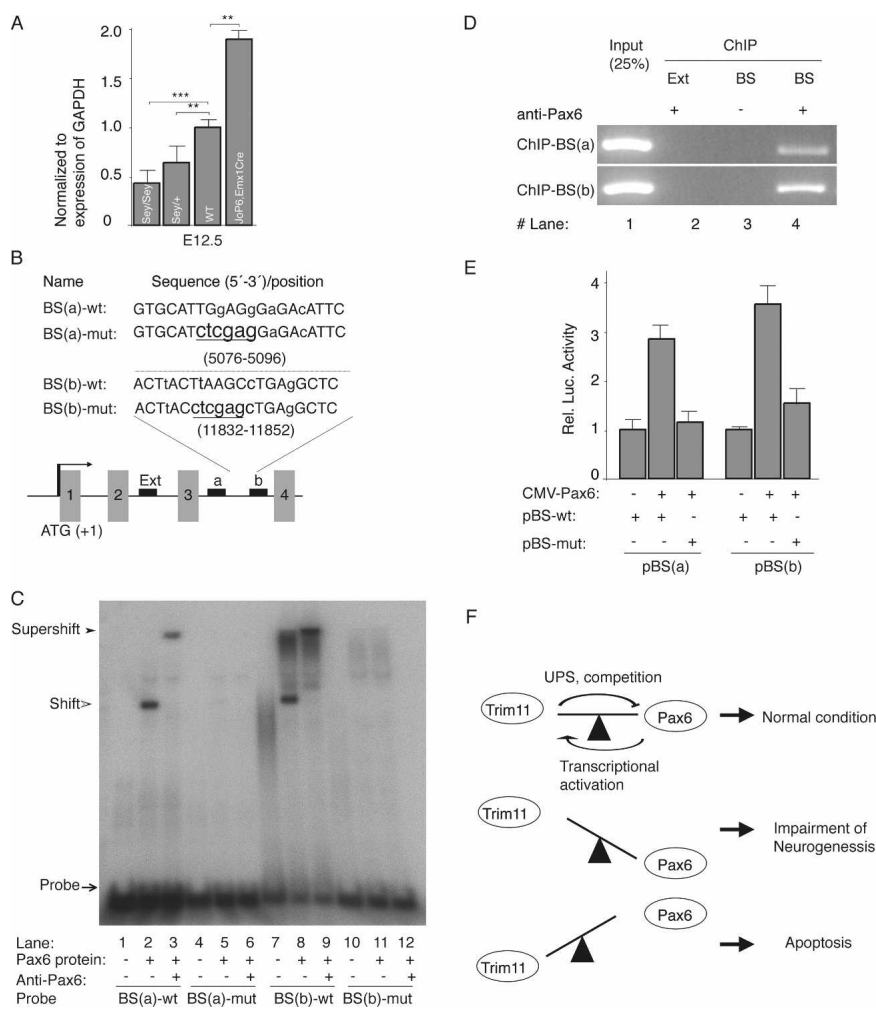 A
Normalized to
expression of GAPDH
2.0
1.5
1.0
0.5
0
**
***
**
Sey/Sey
Sey/+
WT
JoP6,Emx1Cre
E12.5
B
Name Sequence (5´-3´)/position
BS(a)-wt: GTGCATTGgAGgGaGAcATTC
BS(a)-mut: GTGCATctcgagGaGAcATTC
(5076-5096)
BS(b)-wt: ACTtACTtAAGCcTGAgGCTC
BS(b)-mut: ACTtACctcgagcTGAgGCTC
(11832-11852)
1 2 Ext 3 a b 4
ATG (+1)
C
Supershift
Shift
Probe
Lane: 1 2 3 4 5 6 7 8 9 10 11 12
Pax6 protein: - + + - + + - + + - + +
Anti-Pax6: - - + - - + - - + - - +
Probe BS(a)-wt BS(a)-mut BS(b)-wt BS(b)-mut
D
Input ChIP
(25%) Ext BS BS
anti-Pax6 + - +
ChIP-BS(a)
ChIP-BS(b)
# Lane: 1 2 3 4
E
Rel. Luc. Activity
4
3
2
1
0
CMV-Pax6: - + + - + +
pBS-wt: + + - + + -
pBS-mut: - - + - - +
pBS(a) pBS(b)
F
UPS, competition
Trim11 Pax6 Normal condition
Transcriptional
activation
Trim11 Pax6 Impairment of
Neurogenessis
Trim11 Pax6 Apoptosis